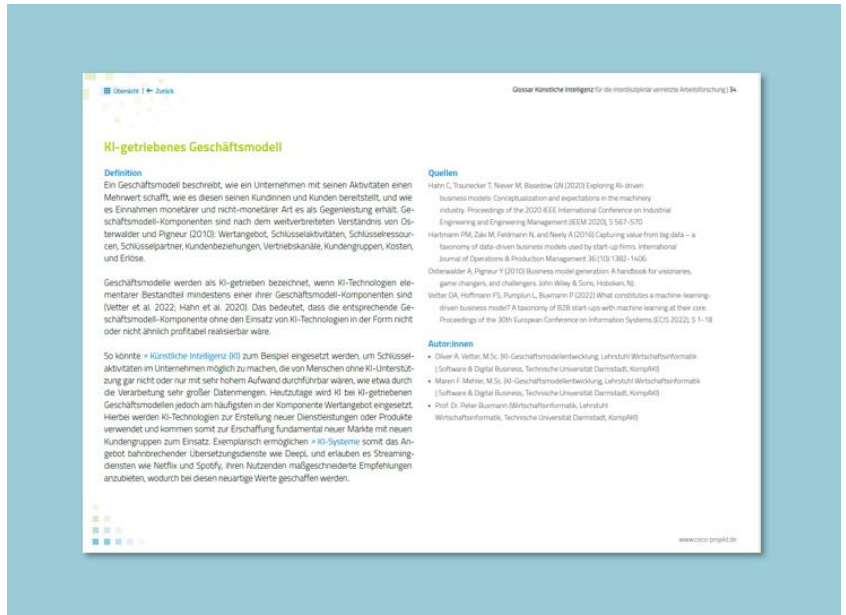 Übersicht | ← Zurück
Glossar Künstliche Intelligenz für die interdisziplinär vernetzte Arbeitsforschung | 34
KI-getriebenes Geschäftsmodell
Definition
Ein Geschäftsmodell beschreibt, wie ein Unternehmen mit seinen Aktivitäten einen
Mehrwert schafft, wie es diesen seinen Kundinnen und Kunden bereitstellt, und wie
es Einnahmen monetärer und nicht-monetärer Art es als Gegenleistung erhält. Ge-
schäftsmodell-Komponenten sind nach dem weitverbreiteten Verständnis von Os-
terwalder und Pigneur (2010): Wertangebot, Schlüsselaktivitäten, Schlüsselressour-
cen, Schlüsselpartner, Kundenbeziehungen, Vertriebskanäle, Kundengruppen, Kosten,
und Erlöse.
Geschäftsmodelle werden als KI-getrieben bezeichnet, wenn KI-Technologien ele-
mentarer Bestandteil mindestens einer ihrer Geschäftsmodell-Komponenten sind
(Vetter et al. 2022; Hahn et al. 2020). Das bedeutet, dass die entsprechende Ge-
schäftsmodell-Komponente ohne den Einsatz von KI-Technologien in der Form nicht
oder nicht ähnlich profitabel realisierbar wäre.
So könnte » Künstliche Intelligenz (KI) zum Beispiel eingesetzt werden, um Schlüssel-
aktivitäten im Unternehmen möglich zu machen, die von Menschen ohne KI-Unterstüt-
zung gar nicht oder nur mit sehr hohem Aufwand durchführbar wären, wie etwa durch
die Verarbeitung sehr großer Datenmengen. Heutzutage wird KI bei KI-getriebenen
Geschäftsmodellen jedoch am häufigsten in der Komponente Wertangebot eingesetzt.
Hierbei werden KI-Technologien zur Erstellung neuer Dienstleistungen oder Produkte
verwendet und kommen somit zur Erschaffung fundamental neuer Märkte mit neuen
Kundengruppen zum Einsatz. Exemplarisch ermöglichen » KI-Systeme somit das An-
gebot bahnbrechender Übersetzungsdienste wie DeepL, und erlauben es Streaming-
diensten wie Netflix und Spotify, ihren Nutzenden maßgeschneiderte Empfehlungen
anzubieten, wodurch bei diesen neuartige Werte geschaffen werden.
Quellen
Hahn C, Traunecker T, Niever M, Basedow GN (2020) Exploring AI-driven
business models: Conceptualization and expectations in the machinery
industry. Proceedings of the 2020 IEEE International Conference on Industrial
Engineering and Engineering Management (IEEM 2020), S 567–570
Hartmann PM, Zaki M, Feldmann N, and Neely A (2016) Capturing value from big data – a
taxonomy of data-driven business models used by start-up firms. International
Journal of Operations & Production Management 36 (10):1382-1406
Osterwalder A, Pigneur Y (2010) Business model generation: A handbook for visionaries,
game changers, and challengers. John Wiley & Sons, Hoboken, NJ.
Vetter OA, Hoffmann FS, Pumplun L, Buxmann P (2022) What constitutes a machine-learning-
driven business model? A taxonomy of B2B start-ups with machine learning at their core.
Proceedings of the 30th European Conference on Information Systems (ECIS 2022), S 1- 18
Autor:innen
• Oliver A. Vetter, M.Sc. (KI-Geschäftsmodellentwicklung, Lehrstuhl Wirtschaftsinformatik
| Software & Digital Business, Technische Universität Darmstadt, KompAKI)
• Maren F. Mehler, M.Sc. (KI-Geschäftsmodellentwicklung, Lehrstuhl Wirtschaftsinformatik
| Software & Digital Business, Technische Universität Darmstadt, KompAKI)
• Prof. Dr. Peter Buxmann (Wirtschaftsinformatik, Lehrstuhl
Wirtschaftsinformatik, Technische Universität Darmstadt, KompAKI)
www.coco-projekt.de